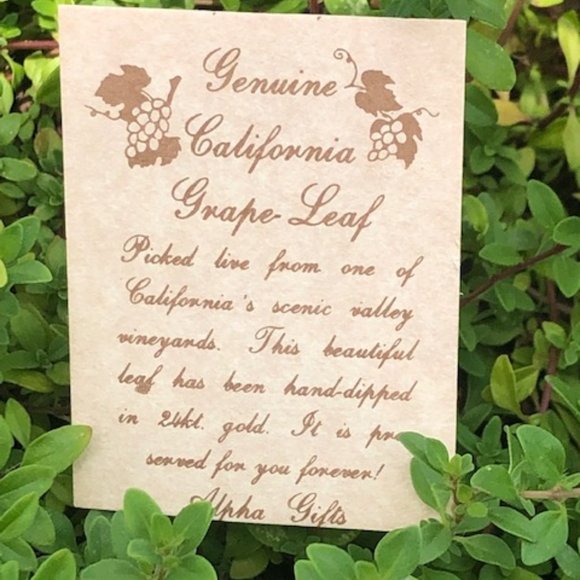 Genuine
California
Grape-Leaf
Picked live from one of
California's scenic valley
vineyards. This beautiful
leaf has been hand-dipped
in 24kt. gold. It is pre-
served for you forever!
Alpha Gifts